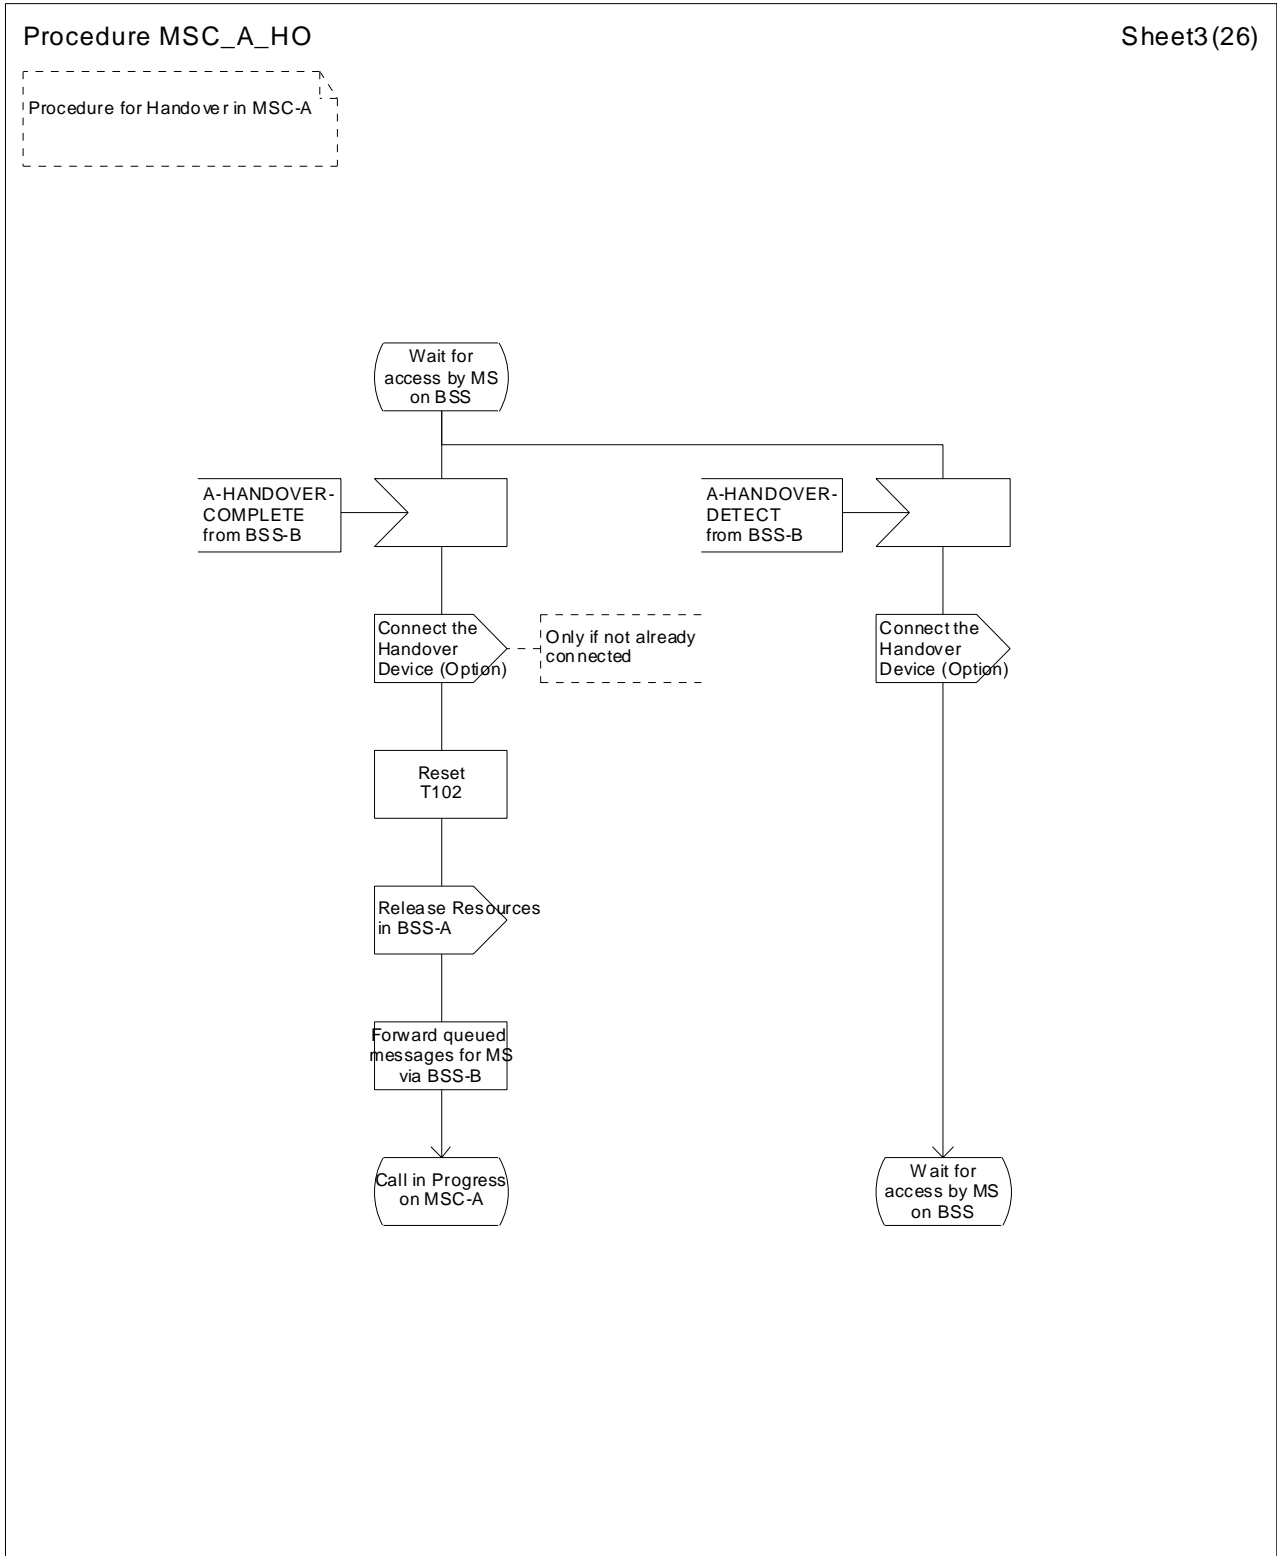 Procedure MSC_A_HO
Sheet3(26)
Procedure for Handover in MSC-A
Wait for
access by MS
on BSS
A-HANDOVER-
COMPLETE
from BSS-B
A-HANDOVER-
DETECT
from BSS-B
Connect the
Handover
Device (Option)
Only if not already
connected
Connect the
Handover
Device (Option)
Reset
T102
Release Resources
in BSS-A
Forward queued
messages for MS
via BSS-B
Call in Progress
on MSC-A
Wait for
access by MS
on BSS